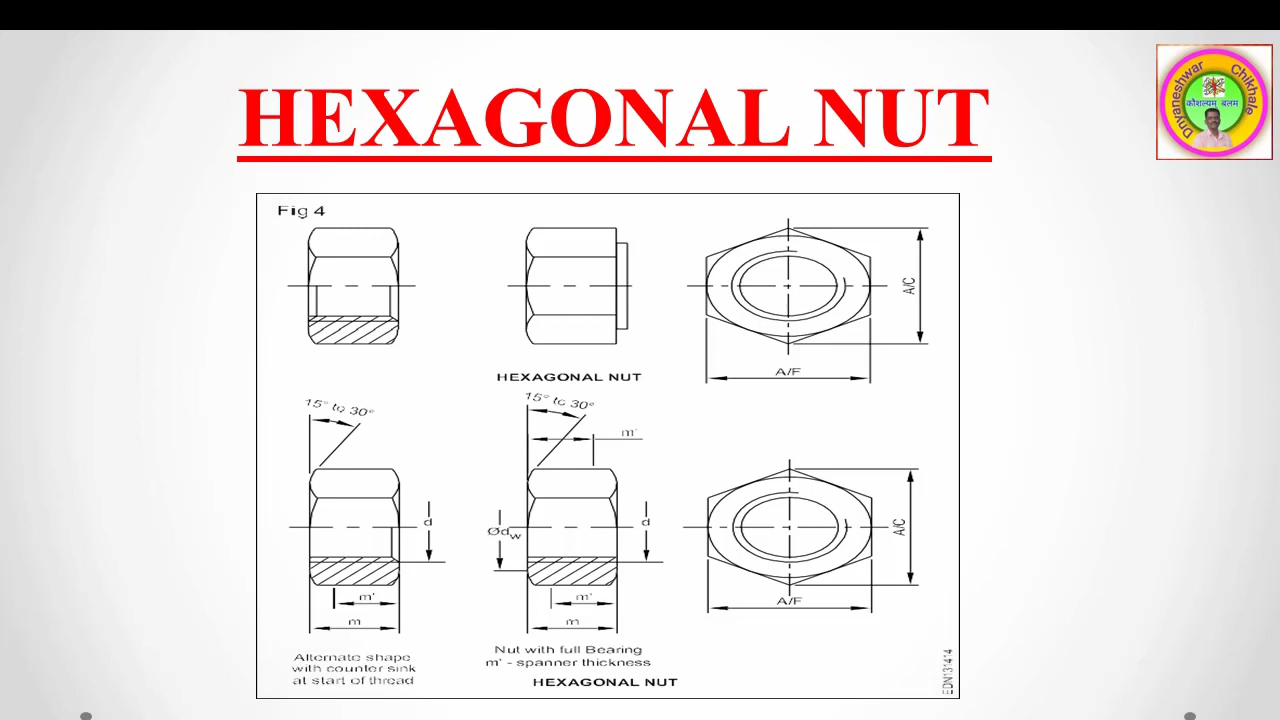 HEXAGONAL NUT
Dnyaneshwar Chikhale
कौशल्यम बलम
Fig 4
A/C
A/F
HEXAGONAL NUT
15° to 30°
15° to 30°
m'
d
Ødw
d
A/C
m'
m'
A/F
m
m
Alternate shape
with counter sink
at start of thread
Nut with full Bearing
m' - spanner thickness
HEXAGONAL NUT
EDN131414